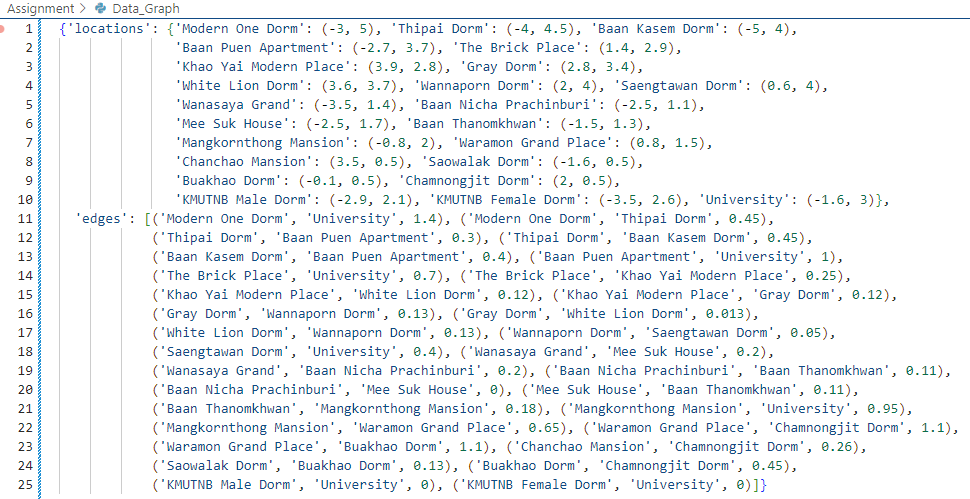 Assignment > Data_Graph
1 {'locations': {'Modern One Dorm': (-3, 5), 'Thipai Dorm': (-4, 4.5), 'Baan Kasem Dorm': (-5, 4),
2 'Baan Puen Apartment': (-2.7, 3.7), 'The Brick Place': (1.4, 2.9),
3 'Khao Yai Modern Place': (3.9, 2.8), 'Gray Dorm': (2.8, 3.4),
4 'White Lion Dorm': (3.6, 3.7), 'Wannaporn Dorm': (2, 4), 'Saengtawan Dorm': (0.6, 4),
5 'Wanasaya Grand': (-3.5, 1.4), 'Baan Nicha Prachinburi': (-2.5, 1.1),
6 'Mee Suk House': (-2.5, 1.7), 'Baan Thanomkhwan': (-1.5, 1.3),
7 'Mangkornthong Mansion': (-0.8, 2), 'Waramon Grand Place': (0.8, 1.5),
8 'Chanchao Mansion': (3.5, 0.5), 'Saowalak Dorm': (-1.6, 0.5),
9 'Buakhao Dorm': (-0.1, 0.5), 'Chamnongjit Dorm': (2, 0.5),
10 'KMUTNB Male Dorm': (-2.9, 2.1), 'KMUTNB Female Dorm': (-3.5, 2.6), 'University': (-1.6, 3)},
11 'edges': [('Modern One Dorm', 'University', 1.4), ('Modern One Dorm', 'Thipai Dorm', 0.45),
12 ('Thipai Dorm', 'Baan Puen Apartment', 0.3), ('Thipai Dorm', 'Baan Kasem Dorm', 0.45),
13 ('Baan Kasem Dorm', 'Baan Puen Apartment', 0.4), ('Baan Puen Apartment', 'University', 1),
14 ('The Brick Place', 'University', 0.7), ('The Brick Place', 'Khao Yai Modern Place', 0.25),
15 ('Khao Yai Modern Place', 'White Lion Dorm', 0.12), ('Khao Yai Modern Place', 'Gray Dorm', 0.12),
16 ('Gray Dorm', 'Wannaporn Dorm', 0.13), ('Gray Dorm', 'White Lion Dorm', 0.013),
17 ('White Lion Dorm', 'Wannaporn Dorm', 0.13), ('Wannaporn Dorm', 'Saengtawan Dorm', 0.05),
18 ('Saengtawan Dorm', 'University', 0.4), ('Wanasaya Grand', 'Mee Suk House', 0.2),
19 ('Wanasaya Grand', 'Baan Nicha Prachinburi', 0.2), ('Baan Nicha Prachinburi', 'Baan Thanomkhwan', 0.11),
20 ('Baan Nicha Prachinburi', 'Mee Suk House', 0), ('Mee Suk House', 'Baan Thanomkhwan', 0.11),
21 ('Baan Thanomkhwan', 'Mangkornthong Mansion', 0.18), ('Mangkornthong Mansion', 'University', 0.95),
22 ('Mangkornthong Mansion', 'Waramon Grand Place', 0.65), ('Waramon Grand Place', 'Chamnongjit Dorm', 1.1),
23 ('Waramon Grand Place', 'Buakhao Dorm', 1.1), ('Chanchao Mansion', 'Chamnongjit Dorm', 0.26),
24 ('Saowalak Dorm', 'Buakhao Dorm', 0.13), ('Buakhao Dorm', 'Chamnongjit Dorm', 0.45),
25 ('KMUTNB Male Dorm', 'University', 0), ('KMUTNB Female Dorm', 'University', 0)]}